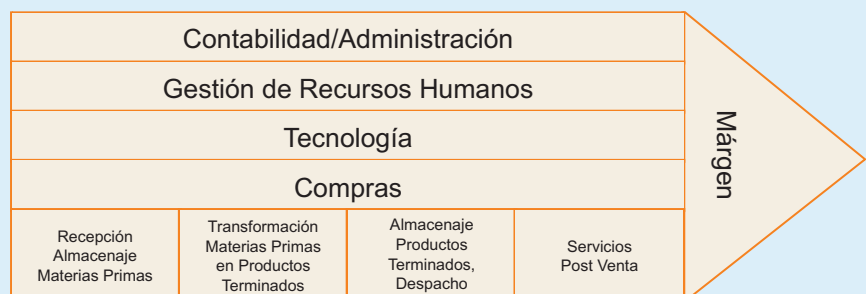 Contabilidad/Administración
Gestión de Recursos Humanos
Tecnología
Compras
Márgen
Recepción
Almacenaje
Materias Primas
Transformación
Materias Primas
en Productos
Terminados
Almacenaje
Productos
Terminados,
Despacho
Servicios
Post Venta